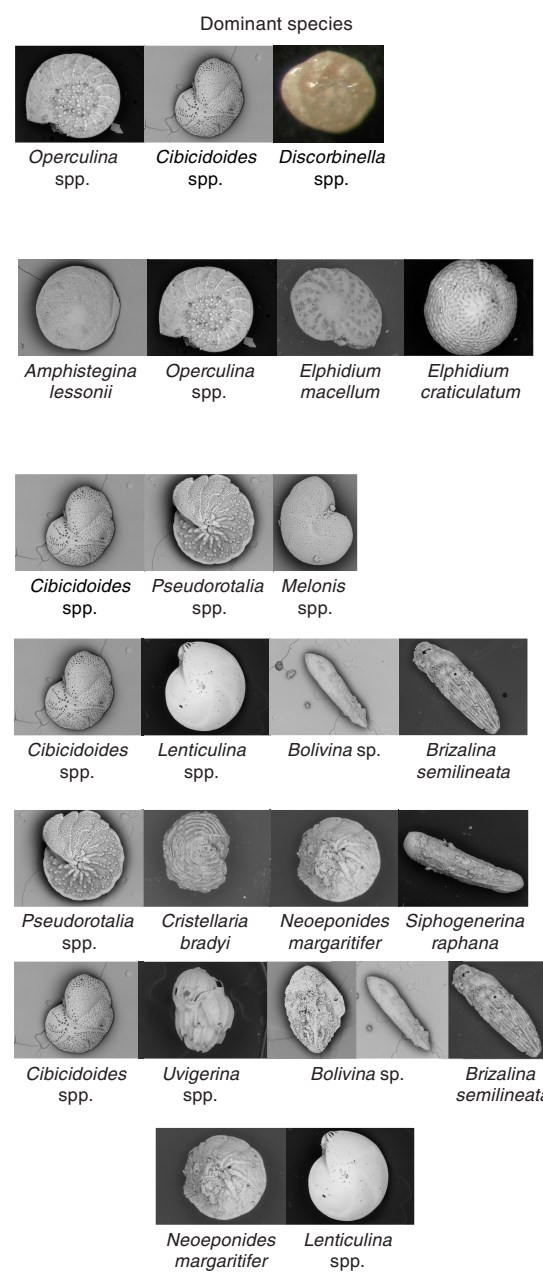 Dominant species
Operculina Cibicidoides Discorbinella
spp. spp. spp.
Amphistegina Operculina Elphidium Elphidium
lessonii spp. macellum craticulatum
Cibicidoides Pseudorotalia Melonis
spp. spp. spp.
Cibicidoides Lenticulina Bolivina sp. Brizalina
spp. spp. semilineata
Pseudorotalia Cristellaria Neoeponides Siphogenerina
spp. bradyi margaritifer raphana
Cibicidoides Uvigerina Bolivina sp. Brizalina
spp. spp. semilineata
Neoeponides Lenticulina
margaritifer spp.